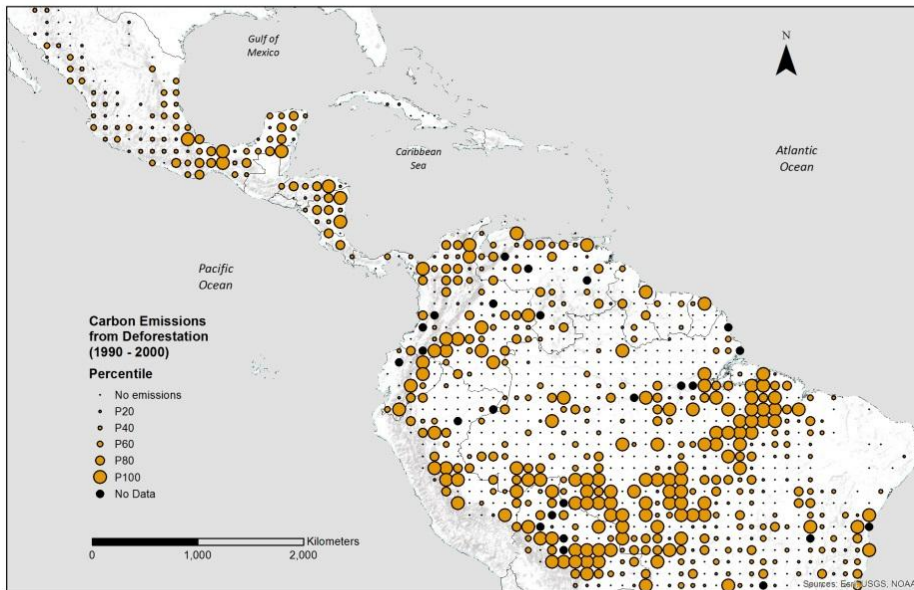 Gulf of
Mexico
N
Caribbean
Sea
Atlantic
Ocean
Pacific
Ocean
Carbon Emissions
from Deforestation
(1990 - 2000)
Percentile
No emissions
P20
P40
P60
P80
P100
No Data
Kilometers
0 1,000 2,000
Sources: Esri, USGS, NOAA